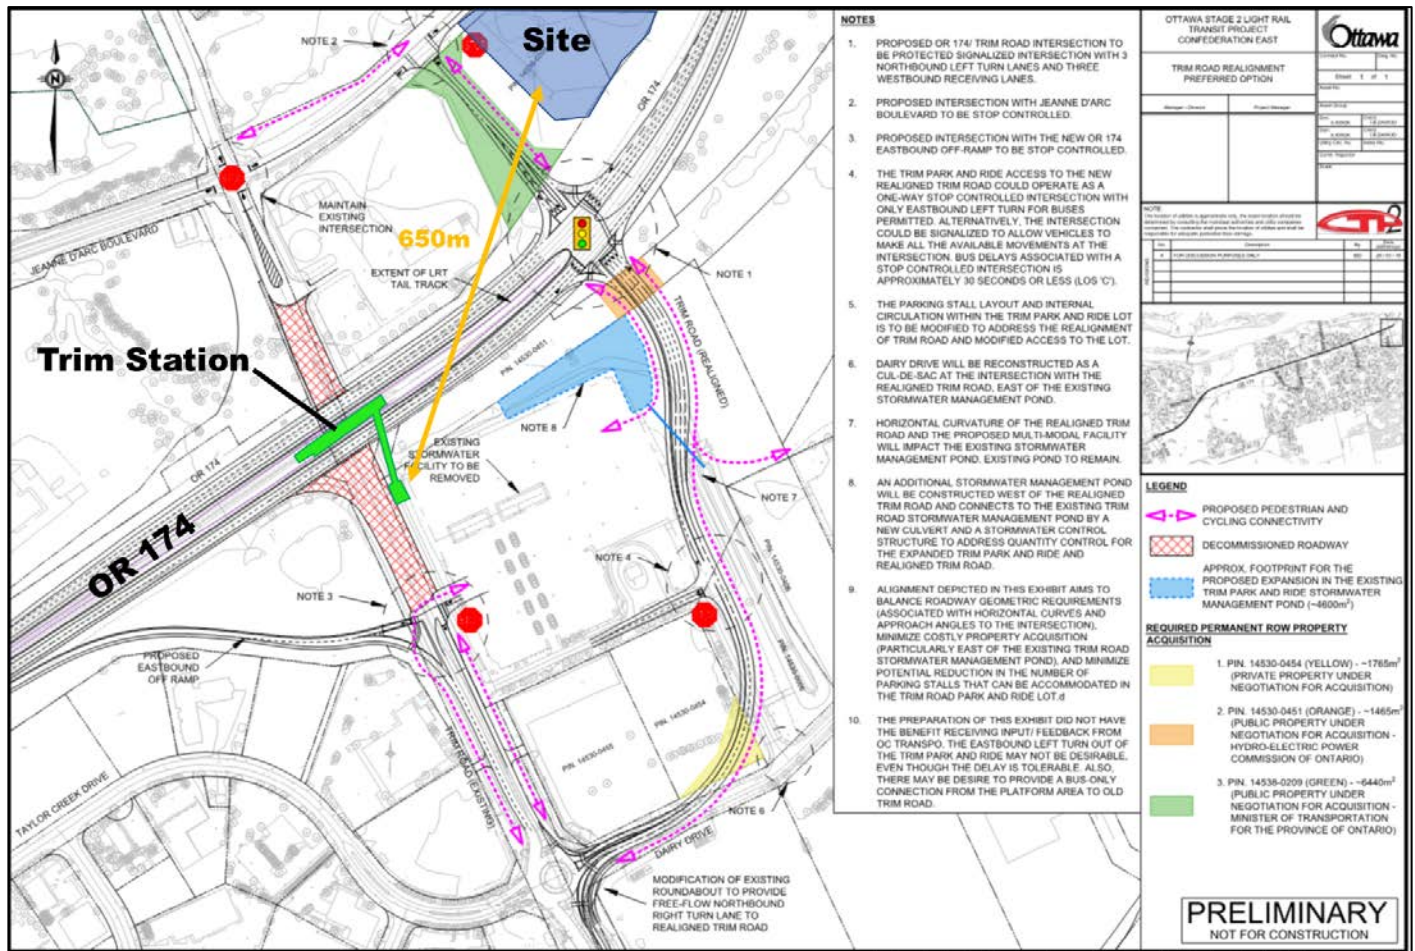 Site
NOTE 2
OR 174
MAINTAIN
EXISTING
INTERSECTION
JEANNE D'ARC BOULEVARD
650m
EXTENT OF LRT
TAIL TRACK
NOTE 1
TRIM ROAD (REALIGNED)
Trim Station
PIN. 14530-0451
NOTE 8
EXISTING
STORMWATER
FACILITY TO BE
REMOVED
OR 174
OR 174
NOTE 7
NOTE 4
NOTE 3
PROPOSED
EASTBOUND
OFF RAMP
PIN. 14530-0454
PIN. 14530-0455
TRIM ROAD (EXISTING)
TAYLOR CREEK DRIVE
NOTE 6
DAIRY DRIVE
MODIFICATION OF EXISTING
ROUNDABOUT TO PROVIDE
FREE-FLOW NORTHBOUND
RIGHT TURN LANE TO
REALIGNED TRIM ROAD
NOTES
1. PROPOSED OR 174/ TRIM ROAD INTERSECTION TO
BE PROTECTED SIGNALIZED INTERSECTION WITH 3
NORTHBOUND LEFT TURN LANES AND THREE
WESTBOUND RECEIVING LANES.
2. PROPOSED INTERSECTION WITH JEANNE D'ARC
BOULEVARD TO BE STOP CONTROLLED.
3. PROPOSED INTERSECTION WITH THE NEW OR 174
EASTBOUND OFF-RAMP TO BE STOP CONTROLLED.
4. THE TRIM PARK AND RIDE ACCESS TO THE NEW
REALIGNED TRIM ROAD COULD OPERATE AS A
ONE-WAY STOP CONTROLLED INTERSECTION WITH
ONLY EASTBOUND LEFT TURN FOR BUSES
PERMITTED. ALTERNATIVELY, THE INTERSECTION
COULD BE SIGNALIZED TO ALLOW VEHICLES TO
MAKE ALL THE AVAILABLE MOVEMENTS AT THE
INTERSECTION. BUS DELAYS ASSOCIATED WITH A
STOP CONTROLLED INTERSECTION IS
APPROXIMATELY 30 SECONDS OR LESS (LOS 'C').
5. THE PARKING STALL LAYOUT AND INTERNAL
CIRCULATION WITHIN THE TRIM PARK AND RIDE LOT
IS TO BE MODIFIED TO ADDRESS THE REALIGNMENT
OF TRIM ROAD AND MODIFIED ACCESS TO THE LOT.
6. DAIRY DRIVE WILL BE RECONSTRUCTED AS A
CUL-DE-SAC AT THE INTERSECTION WITH THE
REALIGNED TRIM ROAD, EAST OF THE EXISTING
STORMWATER MANAGEMENT POND.
7. HORIZONTAL CURVATURE OF THE REALIGNED TRIM
ROAD AND THE PROPOSED MULTI-MODAL FACILITY
WILL IMPACT THE EXISTING STORMWATER
MANAGEMENT POND. EXISTING POND TO REMAIN.
8. AN ADDITIONAL STORMWATER MANAGEMENT POND
WILL BE CONSTRUCTED WEST OF THE REALIGNED
TRIM ROAD AND CONNECTS TO THE EXISTING TRIM
ROAD STORMWATER MANAGEMENT POND BY A
NEW CULVERT AND A STORMWATER CONTROL
STRUCTURE TO ADDRESS QUANTITY CONTROL FOR
THE EXPANDED TRIM PARK AND RIDE AND
REALIGNED TRIM ROAD.
9. ALIGNMENT DEPICTED IN THIS EXHIBIT AIMS TO
BALANCE ROADWAY GEOMETRIC REQUIREMENTS
(ASSOCIATED WITH HORIZONTAL CURVES AND
APPROACH ANGLES TO THE INTERSECTION),
MINIMIZE COSTLY PROPERTY ACQUISITION
(PARTICULARLY EAST OF THE EXISTING TRIM ROAD
STORMWATER MANAGEMENT POND), AND MINIMIZE
POTENTIAL REDUCTION IN THE NUMBER OF
PARKING STALLS THAT CAN BE ACCOMMODATED IN
THE TRIM ROAD PARK AND RIDE LOT.d
10. THE PREPARATION OF THIS EXHIBIT DID NOT HAVE
THE BENEFIT RECEIVING INPUT/ FEEDBACK FROM
OC TRANSPO. THE EASTBOUND LEFT TURN OUT OF
THE TRIM PARK AND RIDE MAY NOT BE DESIRABLE,
EVEN THOUGH THE DELAY IS TOLERABLE. ALSO,
THERE MAY BE DESIRE TO PROVIDE A BUS-ONLY
CONNECTION FROM THE PLATFORM AREA TO OLD
TRIM ROAD.
OTTAWA STAGE 2 LIGHT RAIL
TRANSIT PROJECT
CONFEDERATION EAST
Ottawa
TRIM ROAD REALIGNMENT
PREFERRED OPTION
Sheet 1 of 1
NOTE
FOR DISCUSSION PURPOSES ONLY
LEGEND
PROPOSED PEDESTRIAN AND
CYCLING CONNECTIVITY
DECOMMISSIONED ROADWAY
APPROX. FOOTPRINT FOR THE
PROPOSED EXPANSION IN THE EXISTING
TRIM PARK AND RIDE STORMWATER
MANAGEMENT POND (~4600m²)
REQUIRED PERMANENT ROW PROPERTY
ACQUISITION
1. PIN. 14530-0454 (YELLOW) - ~1765m²
(PRIVATE PROPERTY UNDER
NEGOTIATION FOR ACQUISITION)
2. PIN. 14530-0451 (ORANGE) - ~1465m²
(PUBLIC PROPERTY UNDER
NEGOTIATION FOR ACQUISITION -
HYDRO-ELECTRIC POWER
COMMISSION OF ONTARIO)
3. PIN. 14538-0209 (GREEN) - ~6440m²
(PUBLIC PROPERTY UNDER
NEGOTIATION FOR ACQUISITION -
MINISTER OF TRANSPORTATION
FOR THE PROVINCE OF ONTARIO)
PRELIMINARY
NOT FOR CONSTRUCTION